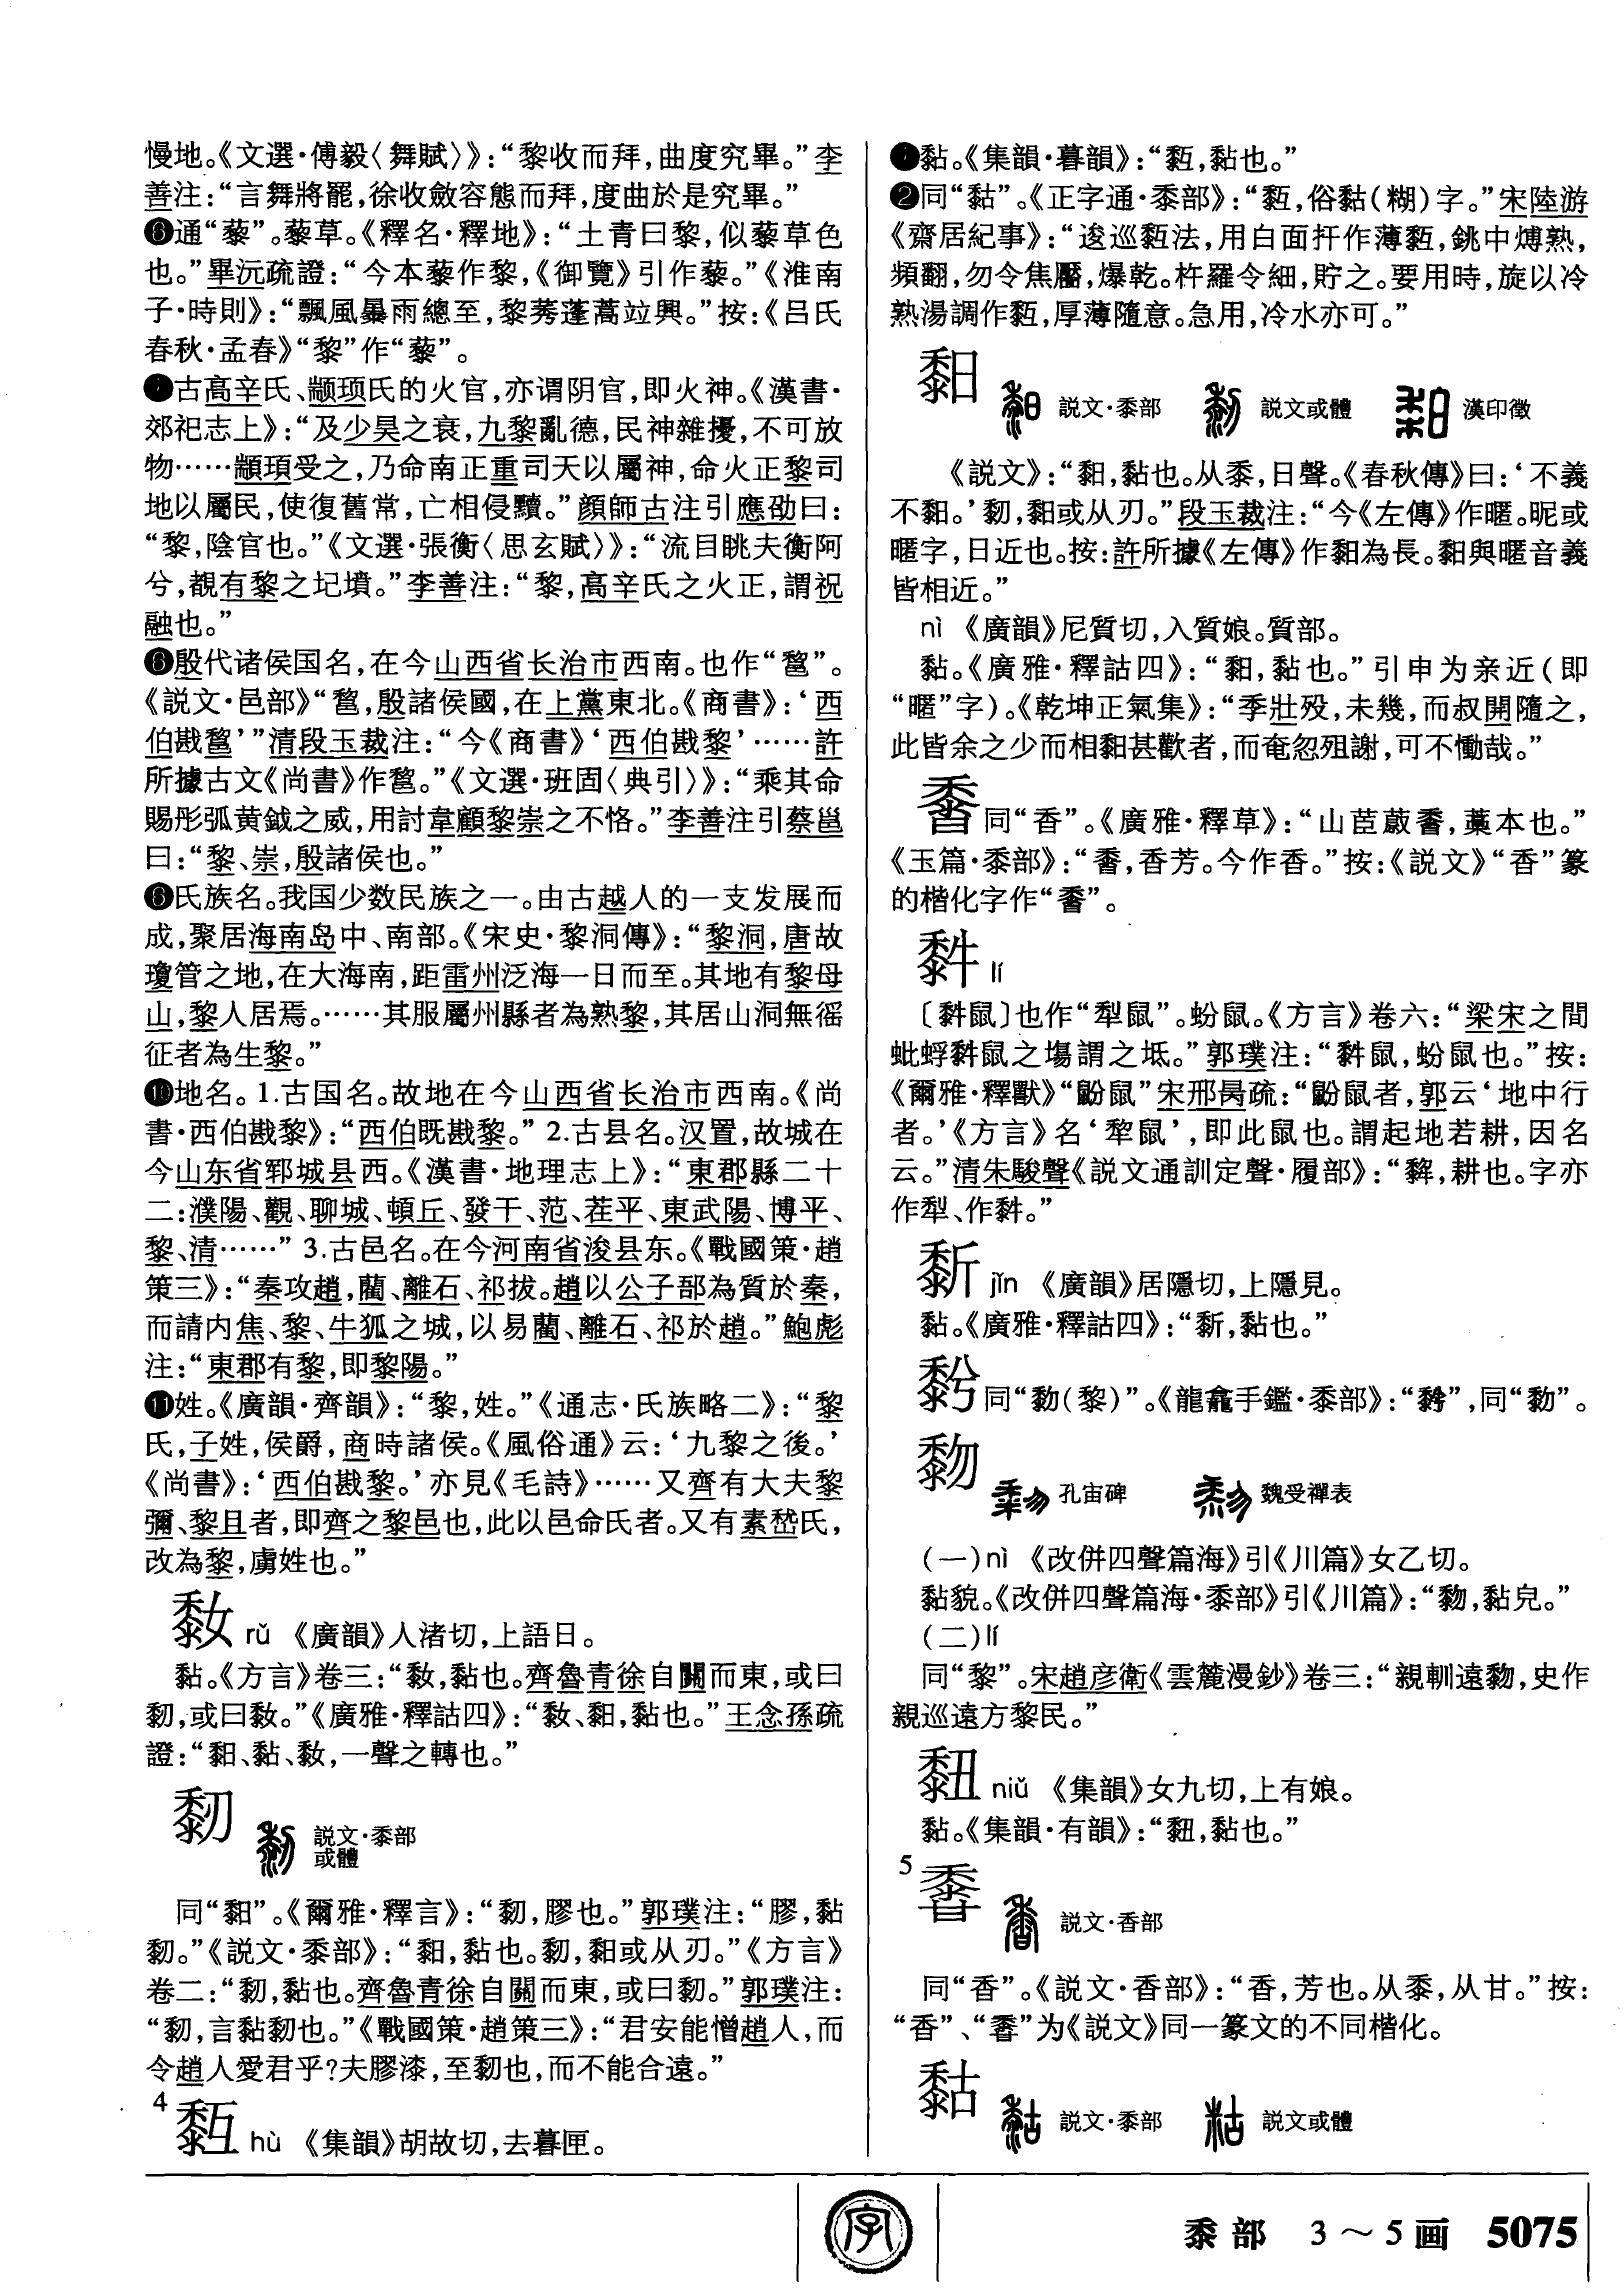 慢地。《文選·傅毅〈舞賦〉》：“黎收而拜，曲度究畢。”李
善注：“言舞將罷，徐收斂容態而拜，度曲於是究畢。”
❻通“藜”。藜草。《釋名·釋地》：“土青曰黎，似藜草色
也。”畢沅疏證：“今本藜作黎，《御覽》引作藜。”《淮南
子·時則》：“飄風暴雨總至，黎莠蓬蒿竝興。”按：《吕氏
春秋·孟春》“黎”作“藜”。
❼古高辛氏、颛顼氏的火官，亦谓阴官，即火神。《漢書·
郊祀志上》：“及少昊之衰，九黎亂德，民神雜擾，不可放
物……顓頊受之，乃命南正重司天以屬神，命火正黎司
地以屬民，使復舊常，亡相侵黷。”顔師古注引應劭曰：
“黎，陰官也。”《文選·張衡〈思玄賦〉》：“流目眺夫衡阿
兮，覩有黎之圮墳。”李善注：“黎，高辛氏之火正，謂祝
融也。”
❽殷代诸侯国名，在今山西省长治市西南。也作“𨛫”。
《説文·邑部》“𨛫，殷諸侯國，在上黨東北。《商書》：‘西
伯戡𨛫’”清段玉裁注：“今《商書》‘西伯戡黎’……許
所據古文《尚書》作𨛫。”《文選·班固〈典引〉》：“乘其命
賜彤弧黄鉞之威，用討韋顧黎崇之不恪。”李善注引蔡邕
曰：“黎、崇，殷諸侯也。”
❾氏族名。我国少数民族之一。由古越人的一支发展而
成，聚居海南岛中、南部。《宋史·黎洞傳》：“黎洞，唐故
瓊管之地，在大海南，距雷州泛海一日而至。其地有黎母
山，黎人居焉。……其服屬州縣者為熟黎，其居山洞無徭
征者為生黎。”
❿地名。1.古国名。故地在今山西省长治市西南。《尚
書·西伯戡黎》：“西伯既戡黎。”2.古县名。汉置，故城在
今山东省郓城县西。《漢書·地理志上》：“東郡縣二十
二：濮陽、觀、聊城、頓丘、發干、范、茬平、東武陽、博平、
黎、清……”3.古邑名。在今河南省浚县东。《戰國策·趙
策三》：“秦攻趙，藺、離石、祁拔。趙以公子郚為質於秦，
而請内焦、黎、牛狐之城，以易藺、離石、祁於趙。”鮑彪
注：“東郡有黎，即黎陽。”
⓫姓。《廣韻·齊韻》：“黎，姓。”《通志·氏族略二》：“黎
氏，子姓，侯爵，商時諸侯。《風俗通》云：‘九黎之後。’
《尚書》：‘西伯戡黎。’亦見《毛詩》……又齊有大夫黎
彌、黎且者，即齊之黎邑也，此以邑命氏者。又有素嵆氏，
改為黎，虜姓也。”
𪏮 rǔ 《廣韻》人渚切，上語日。
黏。《方言》卷三：“𪏮，黏也。齊魯青徐自關而東，或曰
䵑，或曰𪏮。”《廣雅·釋詁四》：“𪏮、䵒，黏也。”王念孫疏
證：“䵒、黏、𪏮，一聲之轉也。”
䵑 説文·黍部
或體
同“䵒”。《爾雅·釋言》：“䵑，膠也。”郭璞注：“膠，黏
䵑。”《説文·黍部》：“䵒，黏也。䵑，䵒或从刃。”《方言》
卷二：“䵑，黏也。齊魯青徐自關而東，或曰䵑。”郭璞注：
“䵑，言黏䵑也。”《戰國策·趙策三》：“君安能憎趙人，而
令趙人愛君乎？夫膠漆，至䵑也，而不能合遠。”
4
hù 《集韻》胡故切，去暮匣。
❶黏。《集韻·暮韻》：“，黏也。”
❷同“𪏻”。《正字通·黍部》：“，俗𪏻（糊）字。”宋陸游
《齋居紀事》：“逡巡法，用白面扞作薄，銚中煿熟，
頻翻，勿令焦黶，爆乾。杵羅令細，貯之。要用時，旋以冷
熟湯調作，厚薄隨意。急用，冷水亦可。”
䵒 説文·黍部 説文或體 漢印徵
《説文》：“䵒，黏也。从黍，日聲。《春秋傳》曰：‘不義
不䵒。’䵑，䵒或从刃。”段玉裁注：“今《左傳》作暱。昵或
暱字，日近也。按：許所據《左傳》作䵒為長。䵒與暱音義
皆相近。”
nì 《廣韻》尼質切，入質娘。質部。
黏。《廣雅·釋詁四》：“䵒，黏也。”引申为亲近（即
“暱”字）。《乾坤正氣集》：“季壯殁，未幾，而叔開隨之，
此皆余之少而相䵒甚歡者，而奄忽殂謝，可不慟哉。”
同“香”。《廣雅·釋草》：“山茝蔵，藁本也。”
《玉篇·黍部》：“，香芳。今作香。”按：《説文》“香”篆
的楷化字作“”。
lí
〔鼠〕也作“犁鼠”。蚡鼠。《方言》卷六：“梁宋之間
蚍蜉鼠之塲謂之坻。”郭璞注：“鼠，蚡鼠也。”按：
《爾雅·釋獸》“鼢鼠”宋邢昺疏：“鼢鼠者，郭云‘地中行
者。’《方言》名‘犂鼠’，即此鼠也。謂起地若耕，因名
云。”清朱駿聲《説文通訓定聲·履部》：“，耕也。字亦
作犁、作。”
jǐn 《廣韻》居隱切，上隱見。
黏。《廣雅·釋詁四》：“，黏也。”
同“（黎）”。《龍龕手鑑·黍部》：“”，同“”。
孔宙碑 魏受禪表
（一）nì 《改併四聲篇海》引《川篇》女乙切。
黏貌。《改併四聲篇海·黍部》引《川篇》：“，黏皃。”
（二）lí
同“黎”。宋趙彦衛《雲麓漫鈔》卷三：“親䡅遠，史作
親巡遠方黎民。”
niǔ 《集韻》女九切，上有娘。
黏。《集韻·有韻》：“，黏也。”
5
𪏽 説文·香部
同“香”。《説文·香部》：“香，芳也。从黍，从甘。”按：
“香”、“𪏽”为《説文》同一篆文的不同楷化。
𪏻 説文·黍部 説文或體
字
黍部 3～5画 5075